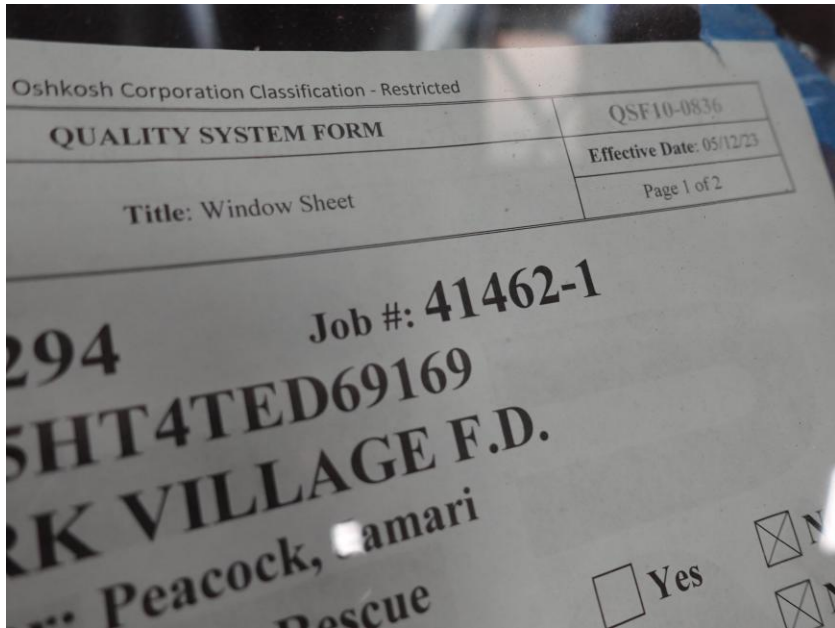 Oshkosh Corporation Classification - Restricted
QUALITY SYSTEM FORM
QSF10-0836
Effective Date: 05/12/23
Title: Window Sheet
Page 1 of 2
294
Job #: 41462-1
5HT4TED69169
RK VILLAGE F.D.
Peacock,
Rescue
Yes